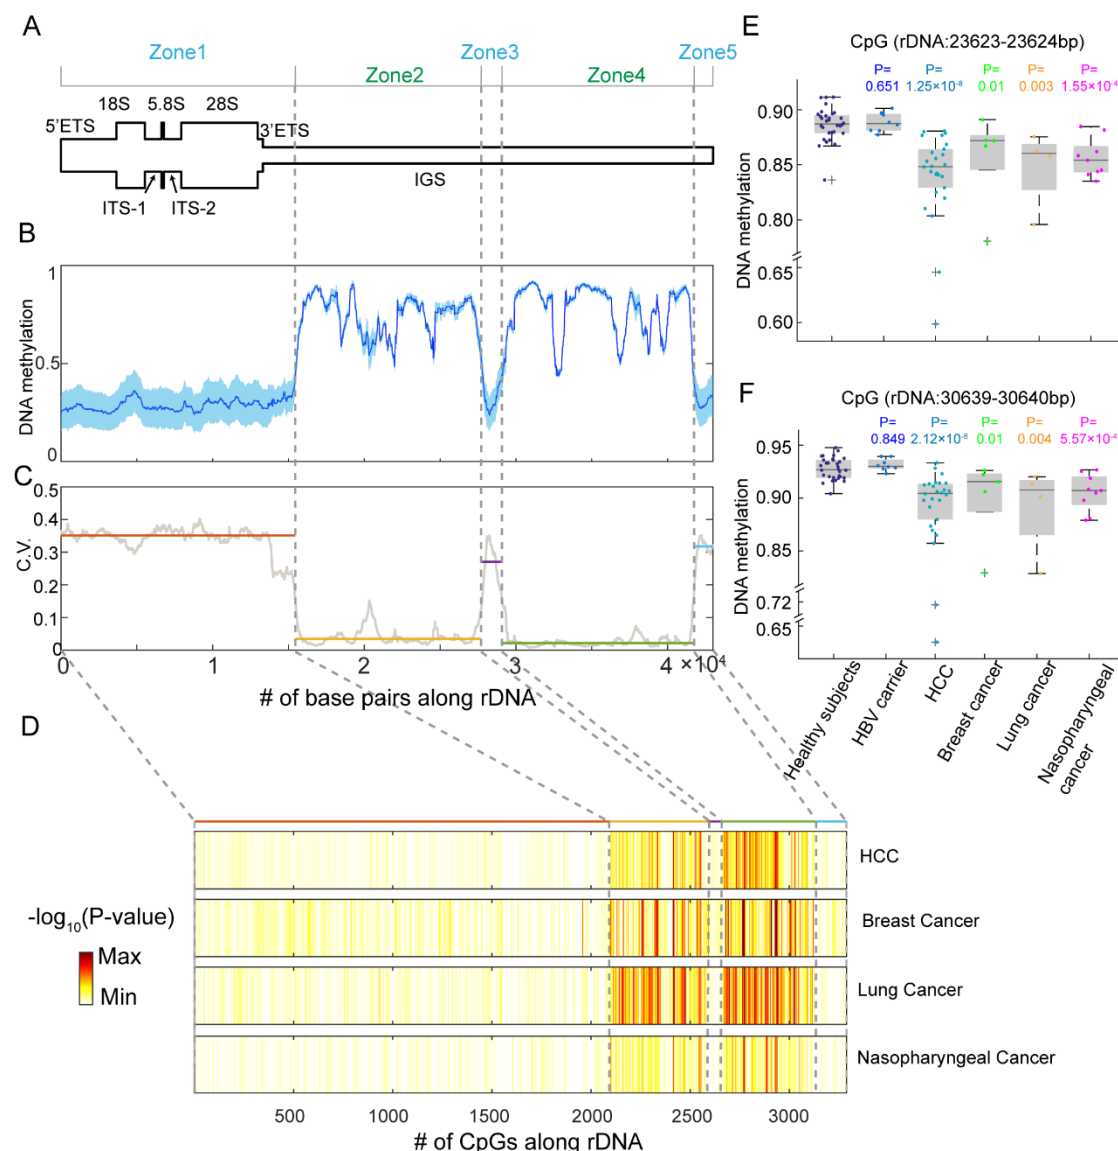 A
Zone1
Zone3
Zone5
Zone2
Zone4
18S
5.8S
28S
5'ETS
3'ETS
IGS
ITS-1
ITS-2
B
1
0.5
0
DNA methylation
C
0.5
0.4
0.3
0.2
0.1
0
C.V.
0
1
2
3
4 ×10⁴
# of base pairs along rDNA
D
HCC
Breast Cancer
Lung Cancer
Nasopharyngeal Cancer
-log₁₀(P-value)
Max
Min
500
1000
1500
2000
2500
3000
# of CpGs along rDNA
E
CpG (rDNA:23623-23624bp)
P= P= P= P= P=
0.651 1.25×10⁻⁸ 0.01 0.003 1.55×10⁻⁴
0.90
0.85
0.80
0.65
0.60
DNA methylation
F
CpG (rDNA:30639-30640bp)
P= P= P= P= P=
0.849 2.12×10⁻⁸ 0.01 0.004 5.57×10⁻⁴
0.95
0.90
0.85
0.72
0.65
DNA methylation
Healthy subjects
HBV carrier
HCC
Breast cancer
Lung cancer
Nasopharyngeal
cancer